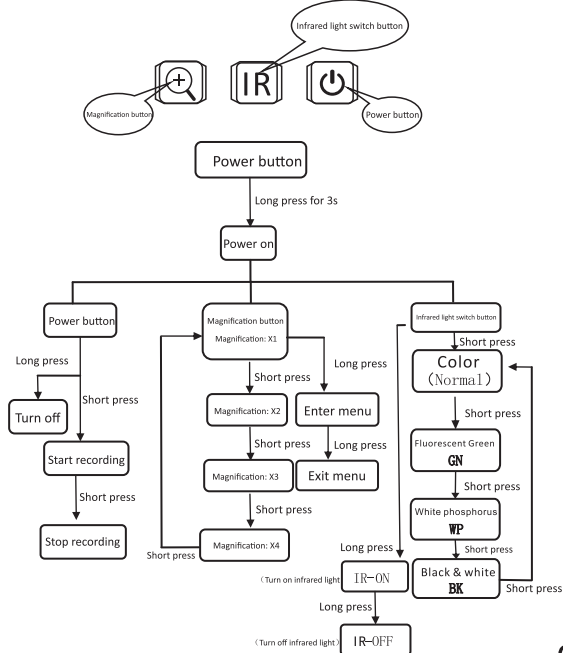 Infrared light switch button
IR
Magnification button
Power button
Power button
Long press for 3s
Power on
Power button
Long press
Turn off
Short press
Start recording
Short press
Stop recording
Magnification button
Magnification: X1
Short press
Magnification: X2
Short press
Magnification: X3
Short press
Magnification: X4
Short press
Long press
Enter menu
Long press
Exit menu
Infrared light switch button
Short press
Color
(Normal)
Short press
Fluorescent Green
GN
Short press
White phosphorus
WP
Short press
Black & white
BK
Short press
Long press
(Turn on infrared light
IR-ON
Long press
(Turn off infrared light)
IR-OFF